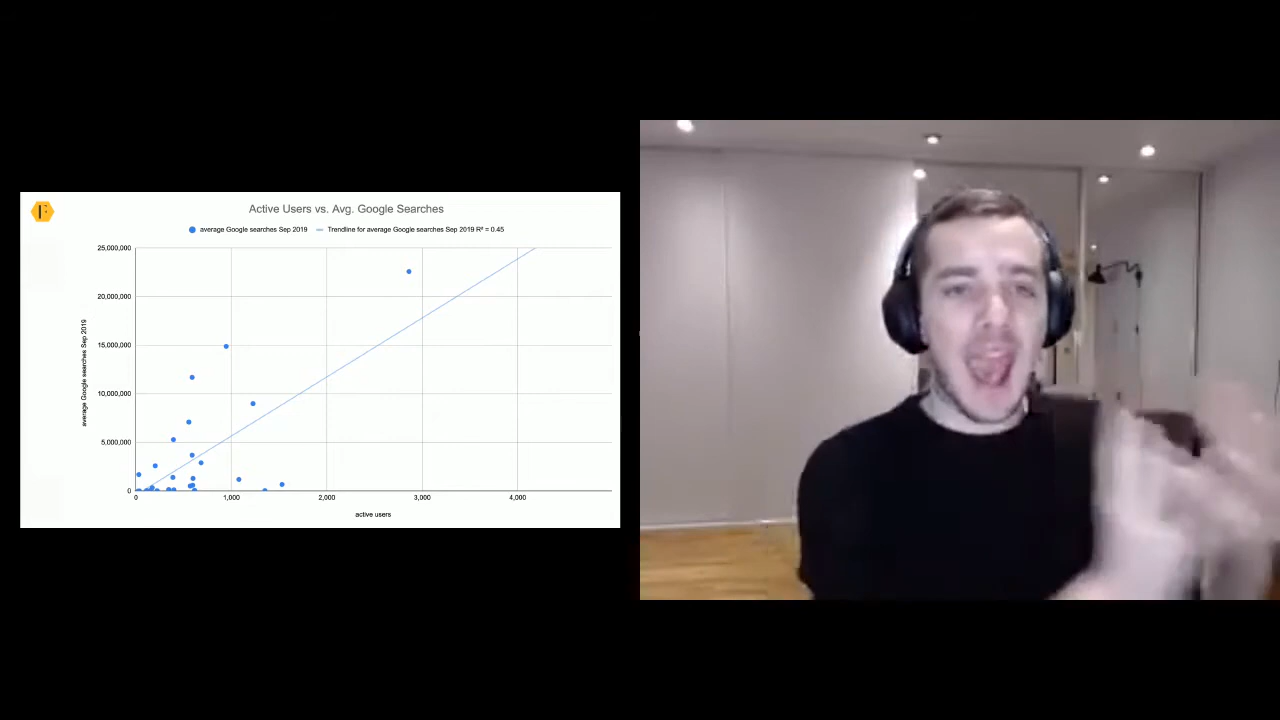 Active Users vs. Avg. Google Searches
average Google searches Sep 2019
Trendline for average Google searches Sep 2019 R² = 0.45
25,000,000
20,000,000
15,000,000
10,000,000
5,000,000
0
average Google searches Sep 2019
0
1,000
2,000
3,000
4,000
active users